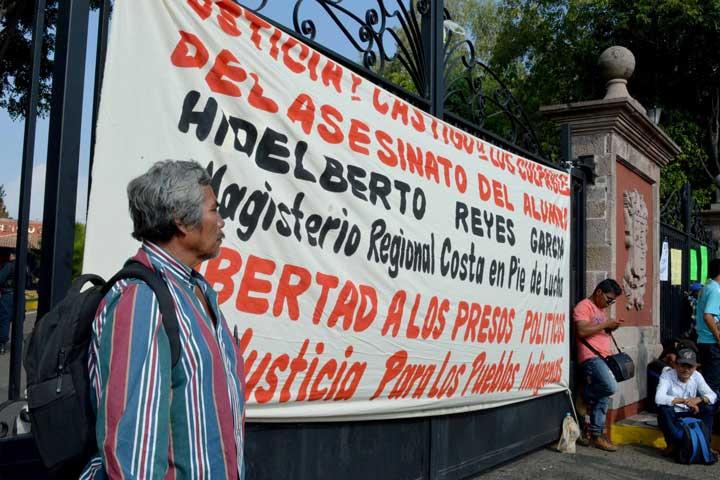 JUSTICIA Y CASTIGO A LOS CULPABLES
DEL ASESINATO DEL ALUMNO
HIDELBERTO REYES GARCIA
Magisterio Regional Costa en Pie de Lucha
LIBERTAD A LOS PRESOS POLITICOS
Justicia Para Los Pueblos Indigenas